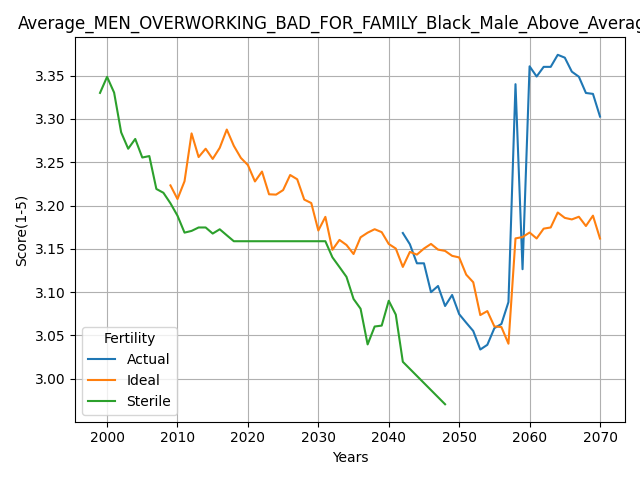 Average_MEN_OVERWORKING_BAD_FOR_FAMILY_Black_Male_Above_Averag
3.35
3.30
3.25
3.20
3.15
3.10
3.05
3.00
Score(1-5)
Fertility
Actual
Ideal
Sterile
2000 2010 2020 2030 2040 2050 2060 2070
Years